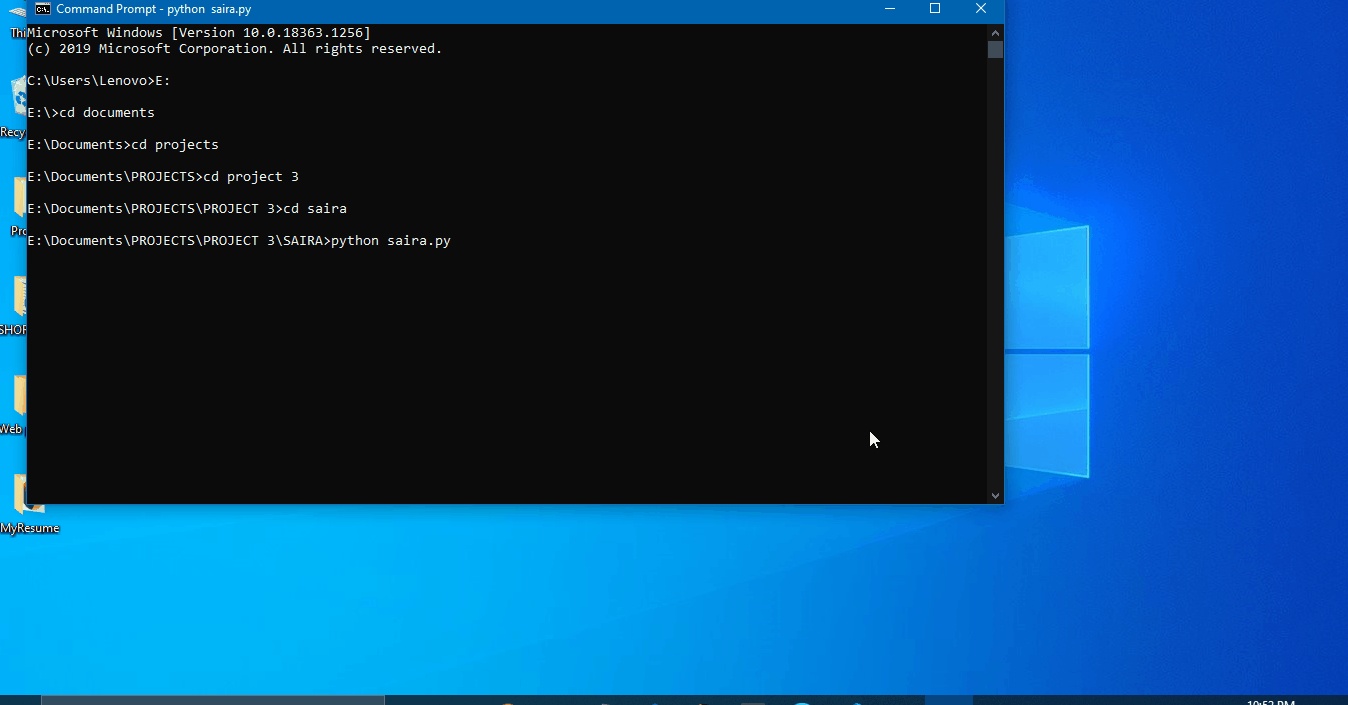 Command Prompt - python  saira.py
Microsoft Windows [Version 10.0.18363.1256]
(c) 2019 Microsoft Corporation. All rights reserved.
C:\Users\Lenovo>E:
E:\>cd documents
E:\Documents>cd projects
E:\Documents\PROJECTS>cd project 3
E:\Documents\PROJECTS\PROJECT 3>cd saira
E:\Documents\PROJECTS\PROJECT 3\SAIRA>python saira.py
Thi
Recy
Pro
SHOP
Web
MyResume